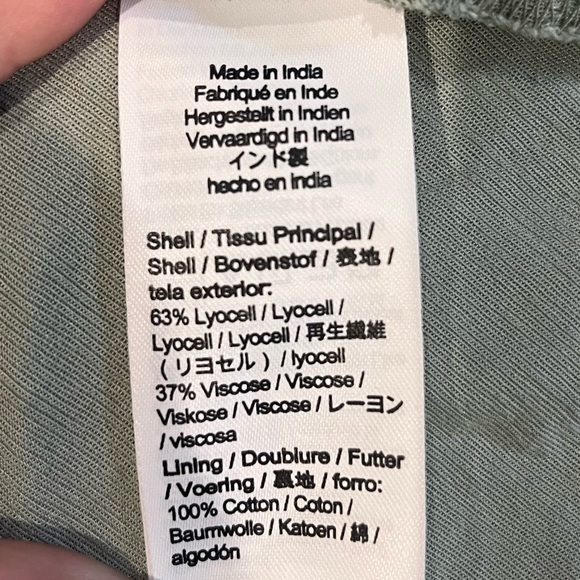 Made in India
Fabriqué en Inde
Hergestellt in Indien
Vervaardigd in India
インド製
hecho en india
Shell / Tissu Principal /
Shell / Bovenstof / 表地 /
tela exterior:
63% Lyocell / Lyocell /
Lyocell / Lyocell / 再生繊維
( リヨセル ) / lyocell
37% Viscose / Viscose /
Viskose / Viscose / レーヨン
/ viscosa
Lining / Doublure / Futter
/ Voering / 裏地 / forro:
100% Cotton / Coton /
Baumwolle / Katoen / 綿 /
algodón